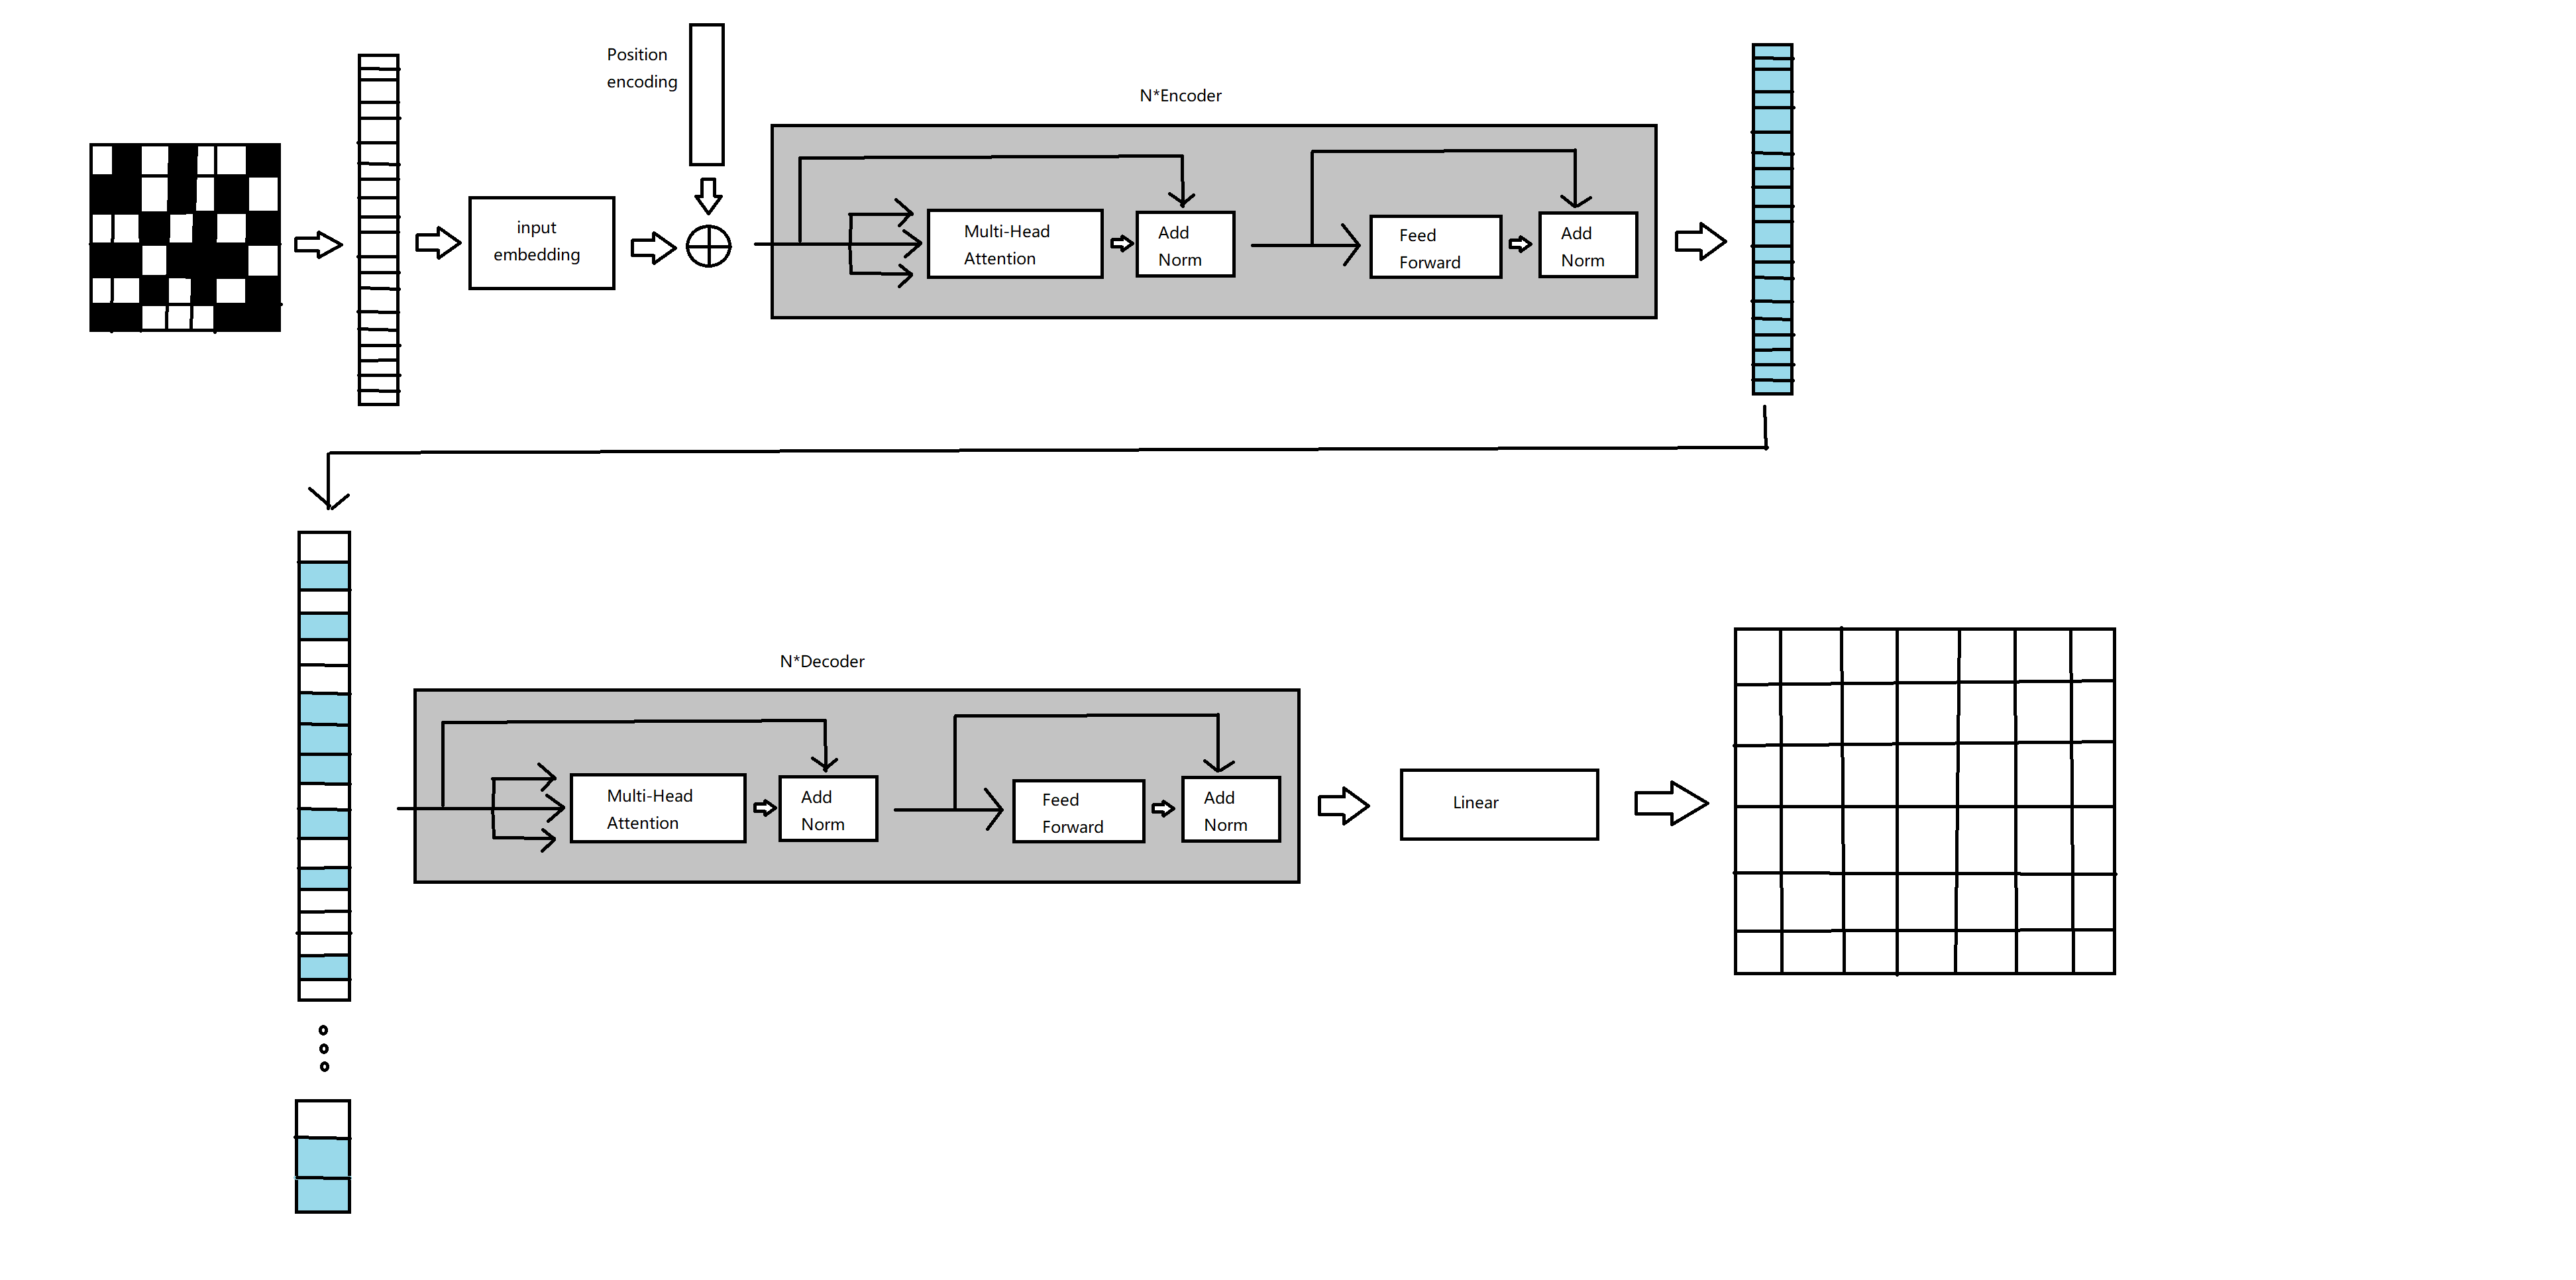 Position
encoding
N*Encoder
input
embedding
Multi-Head
Attention
Add
Norm
Feed
Forward
Add
Norm
N*Decoder
Multi-Head
Attention
Add
Norm
Feed
Forward
Add
Norm
Linear